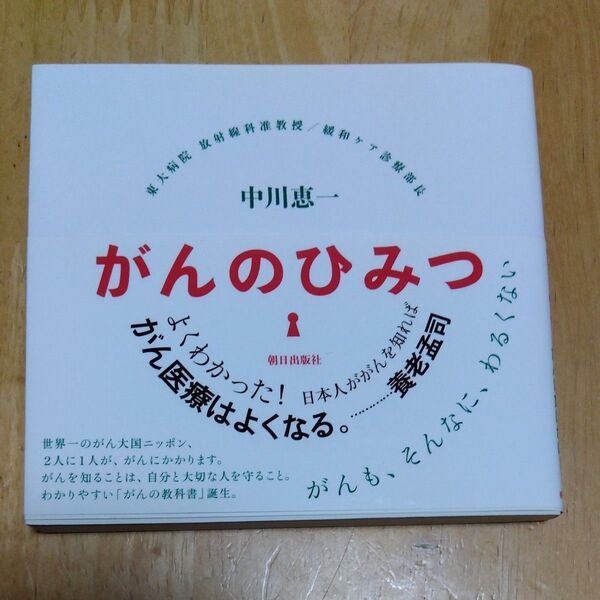 東大病院 放射線科准教授／緩和ケア診療部長
中川恵一
がんのひみつ
朝日出版社
よくわかった！
日本人ががんを知れば
がん医療はよくなる。…………養老孟司
がんも、そんなに、わるくない
世界一のがん大国ニッポン、
2人に1人が、がんにかかります。
がんを知ることは、自分と大切な人を守ること。
わかりやすい「がんの教科書」誕生。